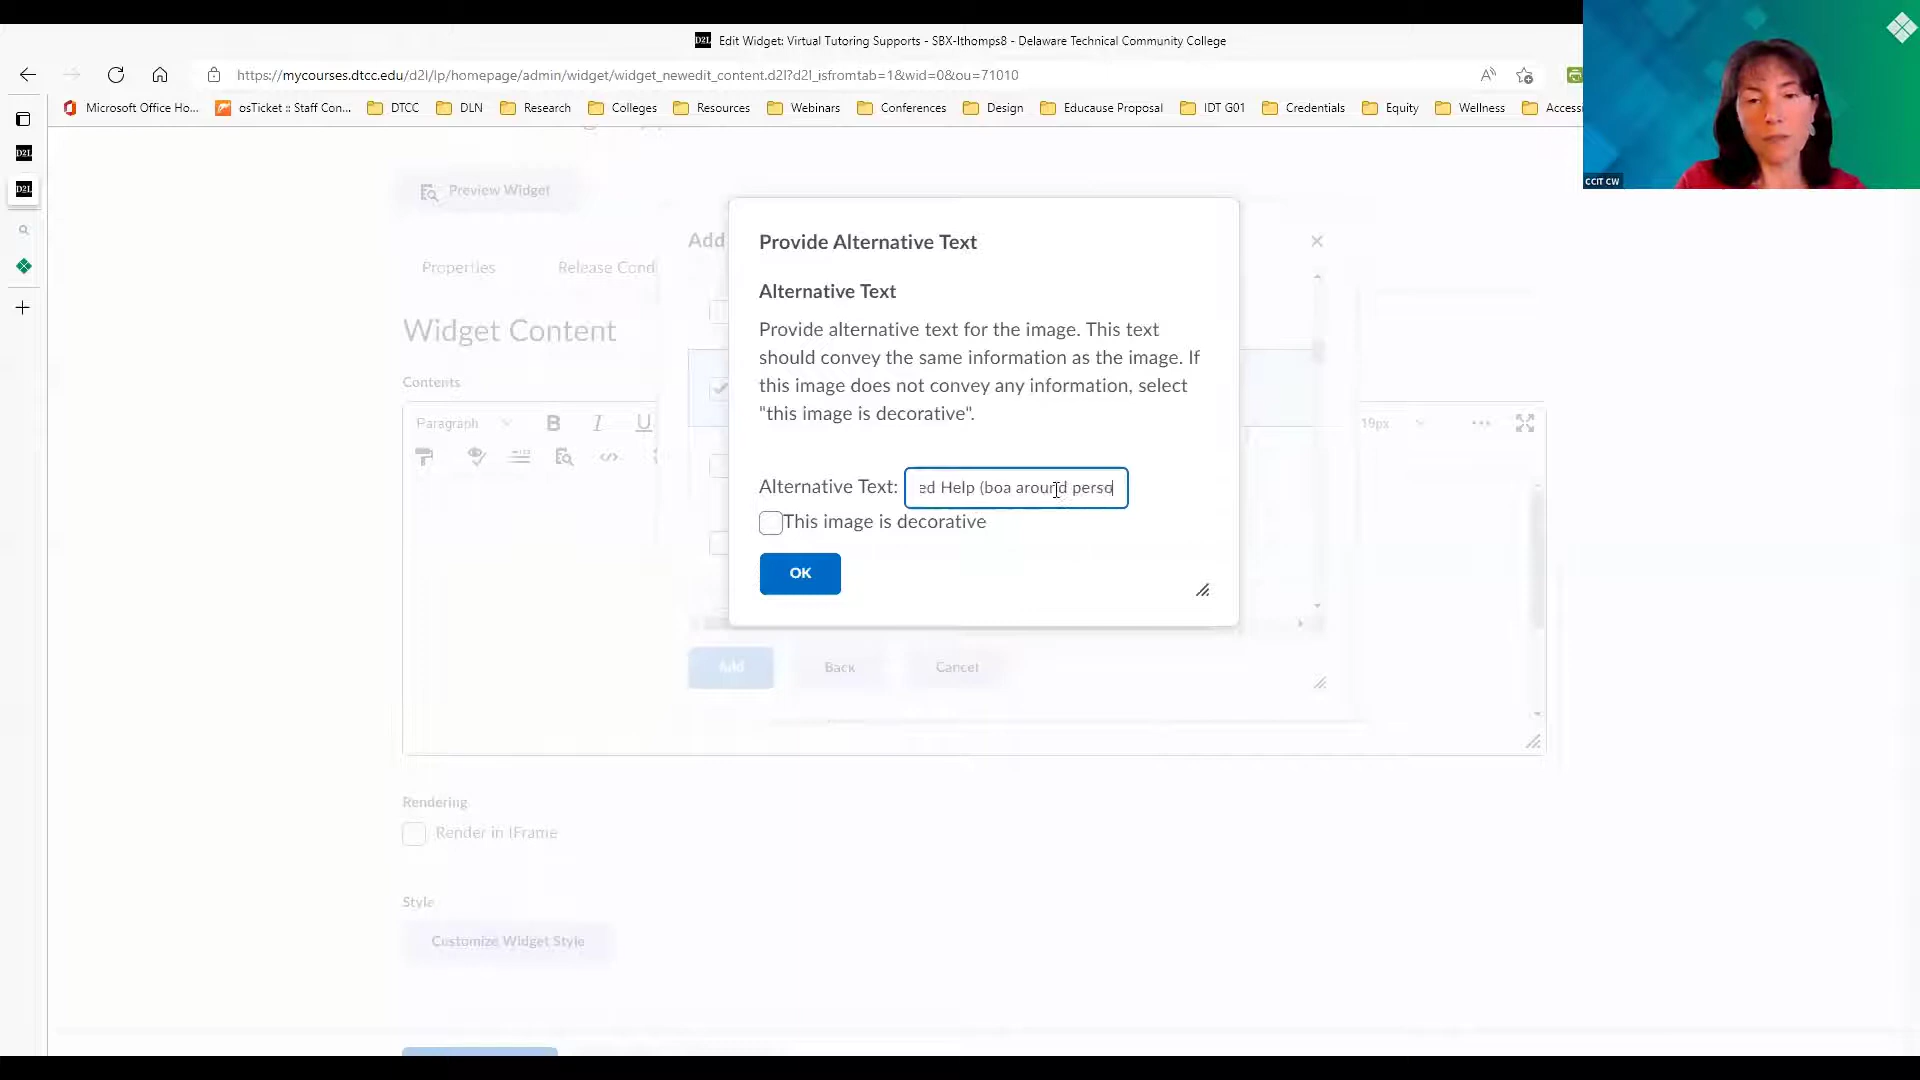 D2L Edit Widget: Virtual Tutoring Supports - SBX-lthomps8 - Delaware Technical Community College
https://mycourses.dtcc.edu/d2l/lp/homepage/admin/widget/widget_newedit_content.d2l?d2l_isfromtab=1&wid=0&ou=71010
Microsoft Office Ho... osTicket :: Staff Con... DTCC DLN Research Colleges Resources Webinars Conferences Design Educause Proposal IDT G01 Credentials Equity Wellness
D2L
D2L
CCIT CW
Preview Widget
Add
Properties Release Cond
Widget Content
Contents
Paragraph B I U 19px
Provide Alternative Text
Alternative Text
Provide alternative text for the image. This text
should convey the same information as the image. If
this image does not convey any information, select
"this image is decorative".
Alternative Text: ed Help (boa around perso
This image is decorative
OK
Add Back Cancel
Rendering
Render in IFrame
Style
Customize Widget Style